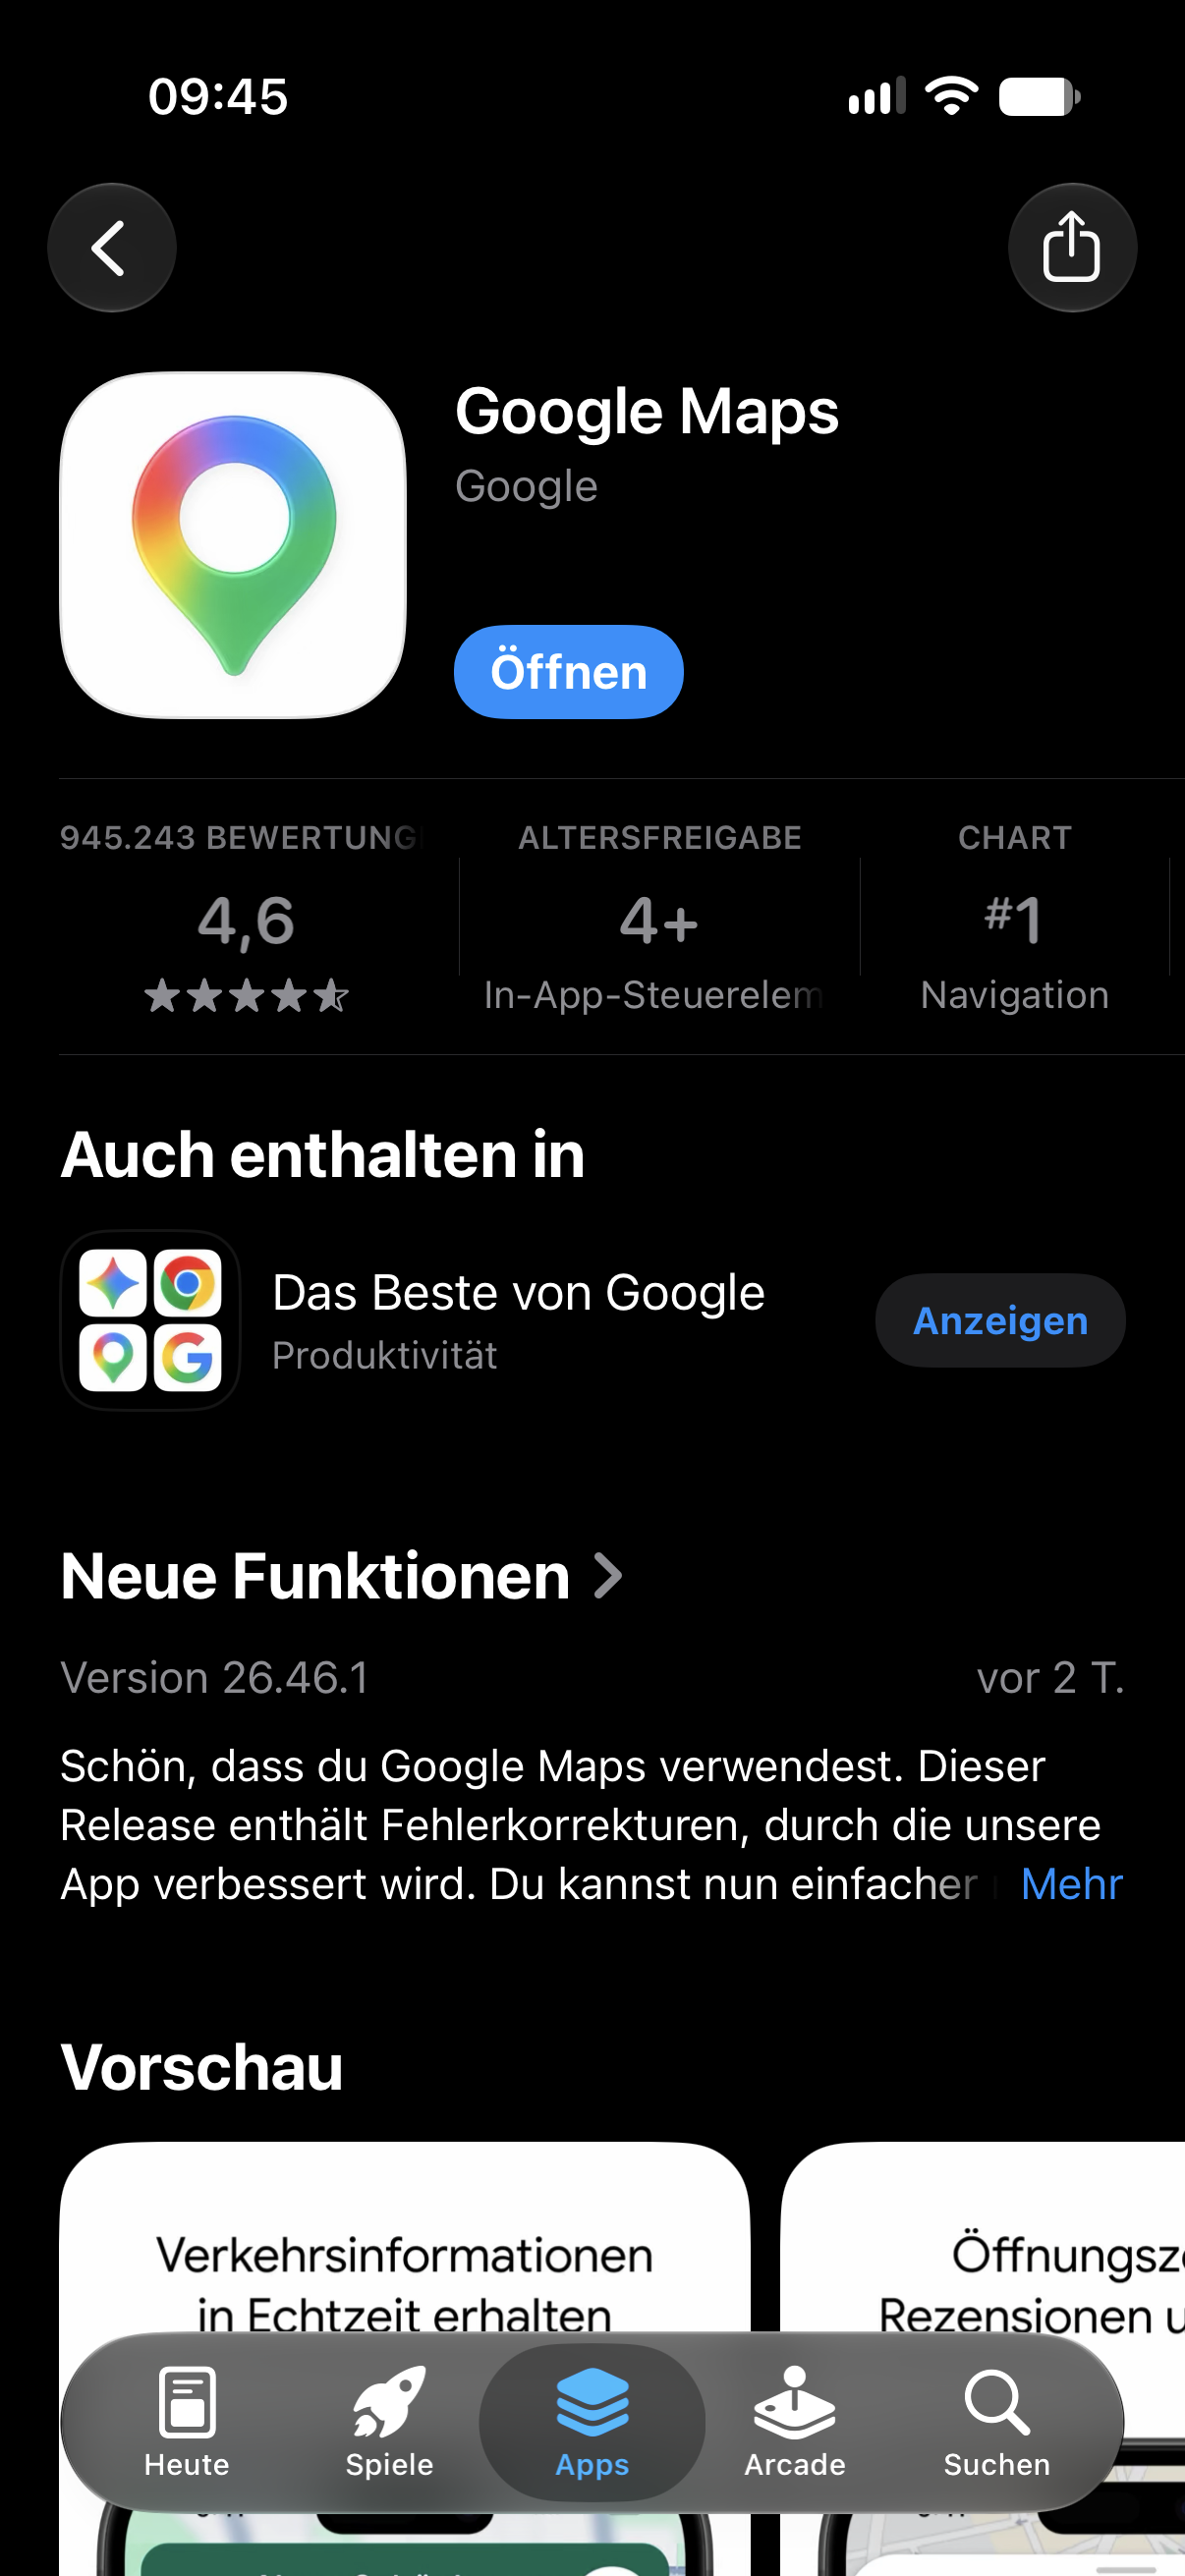 09:45
Google Maps
Google
Öffnen
945.243 BEWERTUNG
4,6
ALTERSFREIGABE
4+
In-App-Steuerelem
CHART
#1
Navigation
Auch enthalten in
Das Beste von Google
Produktivität
Anzeigen
Neue Funktionen
Version 26.46.1
vor 2 T.
Schön, dass du Google Maps verwendest. Dieser
Release enthält Fehlerkorrekturen, durch die unsere
App verbessert wird. Du kannst nun einfacher
Mehr
Vorschau
Verkehrsinformationen
in Echtzeit erhalten
Öffnungsze
Rezensionen u
Heute
Spiele
Apps
Arcade
Suchen